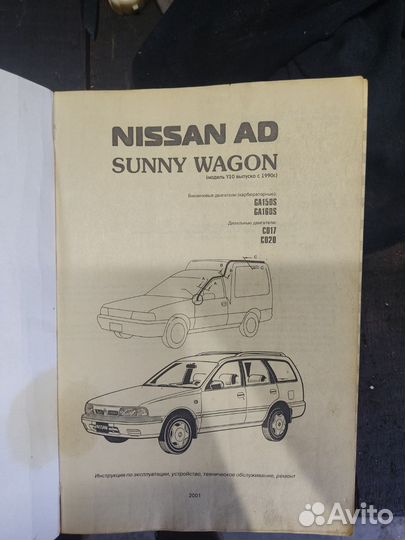 NISSAN AD
SUNNY WAGON
(модель Y10 выпуска с 1990г.)
Бензиновые двигатели (карбюраторные):
GA15DS
GA16DS
Дизельные двигатели:
CD17
CD20
NISSAN
Инструкция по эксплуатации, устройство, техническое обслуживание, ремонт
2001
Avito